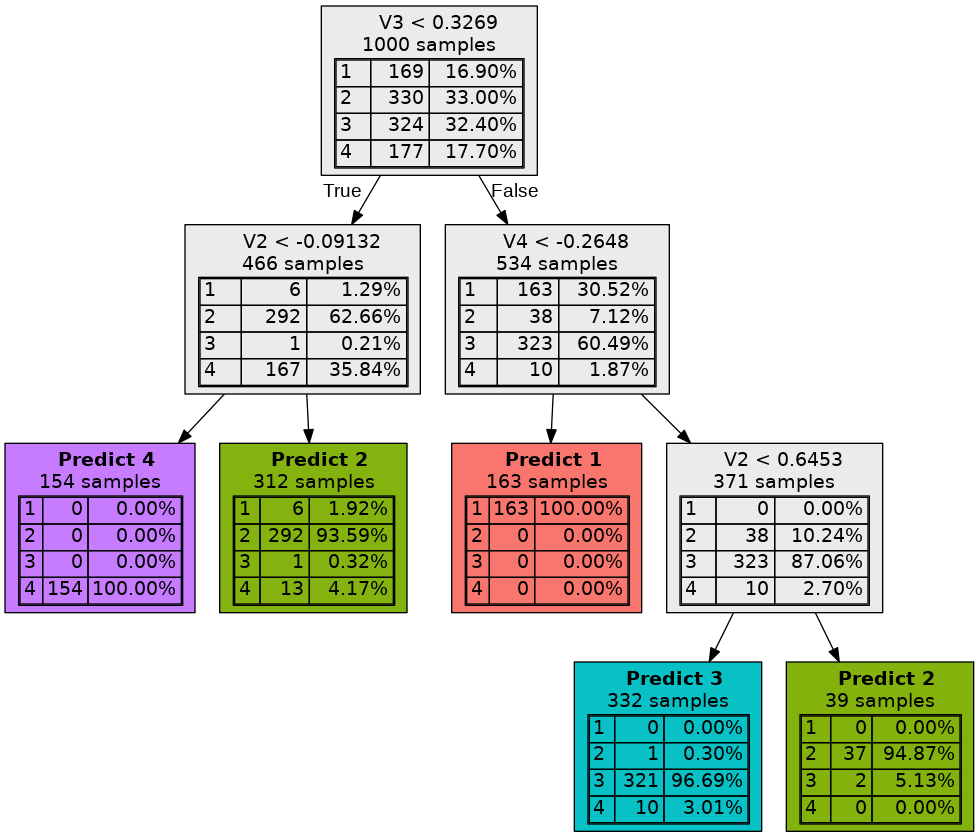 V3 < 0.3269
1000 samples
1 169 16.90%
2 330 33.00%
3 324 32.40%
4 177 17.70%
True
False
V2 < -0.09132
466 samples
1 6 1.29%
2 292 62.66%
3 1 0.21%
4 167 35.84%
V4 < -0.2648
534 samples
1 163 30.52%
2 38 7.12%
3 323 60.49%
4 10 1.87%
Predict 4
154 samples
1 0 0.00%
2 0 0.00%
3 0 0.00%
4 154 100.00%
Predict 2
312 samples
1 6 1.92%
2 292 93.59%
3 1 0.32%
4 13 4.17%
Predict 1
163 samples
1 163 100.00%
2 0 0.00%
3 0 0.00%
4 0 0.00%
V2 < 0.6453
371 samples
1 0 0.00%
2 38 10.24%
3 323 87.06%
4 10 2.70%
Predict 3
332 samples
1 0 0.00%
2 1 0.30%
3 321 96.69%
4 10 3.01%
Predict 2
39 samples
1 0 0.00%
2 37 94.87%
3 2 5.13%
4 0 0.00%